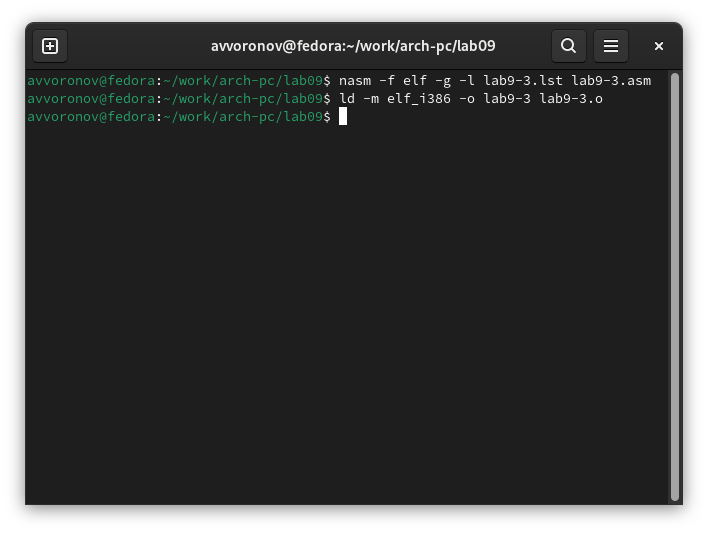 avvoronov@fedora:~/work/arch-pc/lab09
avvoronov@fedora:~/work/arch-pc/lab09$ nasm -f elf -g -l lab9-3.lst lab9-3.asm
avvoronov@fedora:~/work/arch-pc/lab09$ ld -m elf_i386 -o lab9-3 lab9-3.o
avvoronov@fedora:~/work/arch-pc/lab09$